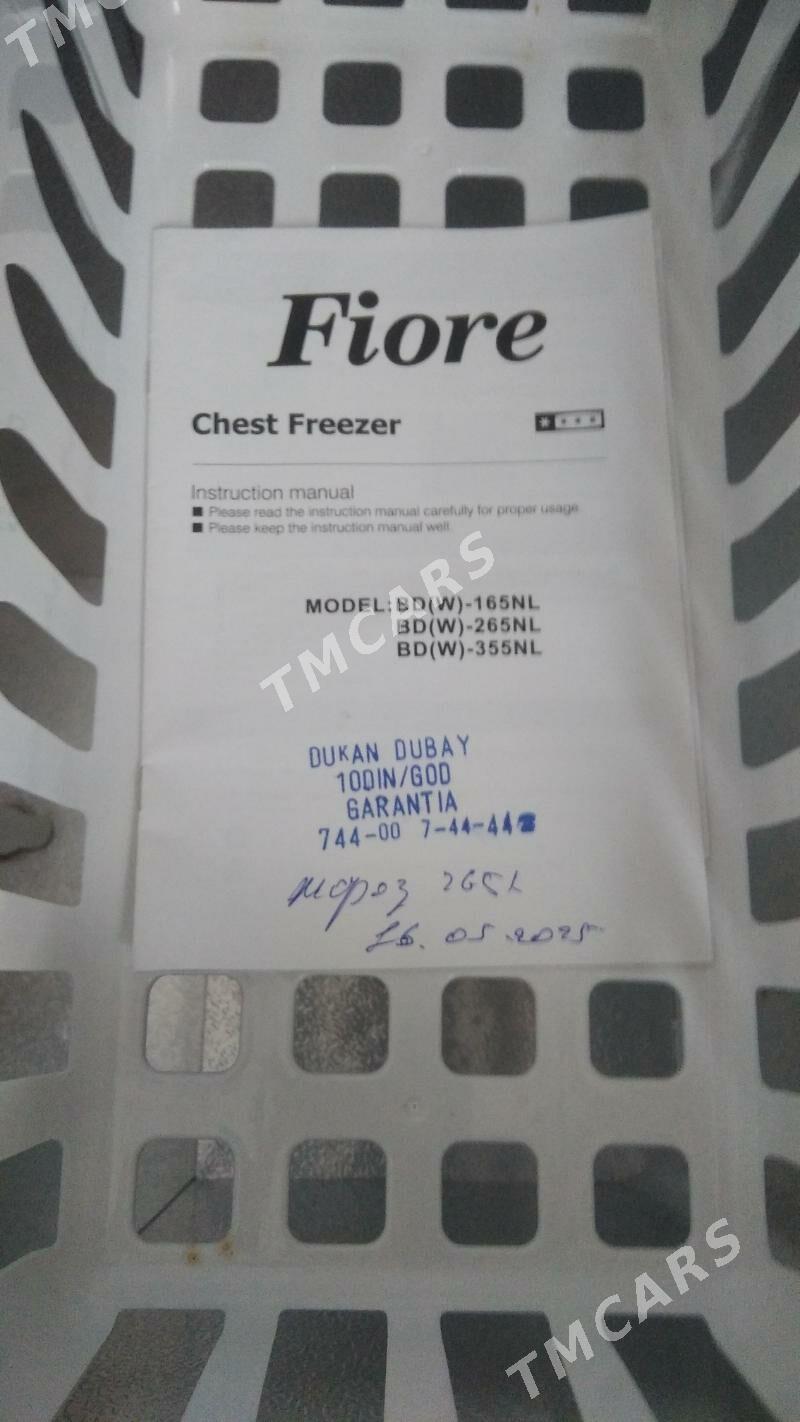 TMCARS
Fiore
Chest Freezer
Instruction manual
■ Please read the instruction manual carefully for proper usage.
■ Please keep the instruction manual well.
MODEL:BD(W)-165NL
BD(W)-265NL
BD(W)-355NL
TMCARS
DUKAN DUBAY
10DIN/GOD
GARANTIA
744-00 7-44-44☎
мороз 265L
16.05.2025
TMCARS